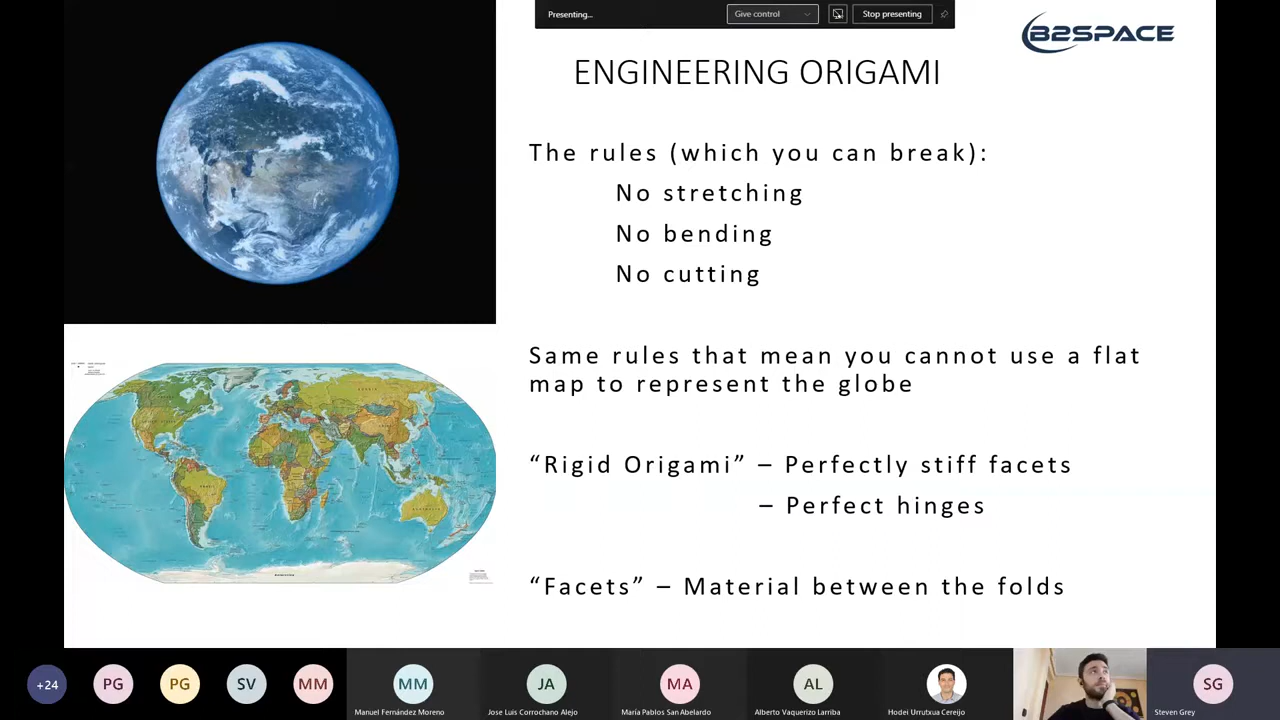 Presenting...
Give control
Stop presenting
B2SPACE
ENGINEERING ORIGAMI
The rules (which you can break):
No stretching
No bending
No cutting
Same rules that mean you cannot use a flat
map to represent the globe
“Rigid Origami” – Perfectly stiff facets
– Perfect hinges
“Facets” – Material between the folds
+24
PG
PG
SV
MM
MM
JA
MA
AL
SG
Manuel Fernández Moreno
Jose Luis Corrochano Alejo
María Pablos San Abelardo
Alberto Vaquerizo Larriba
Hodei Urrutxua Cereijo
Steven Grey